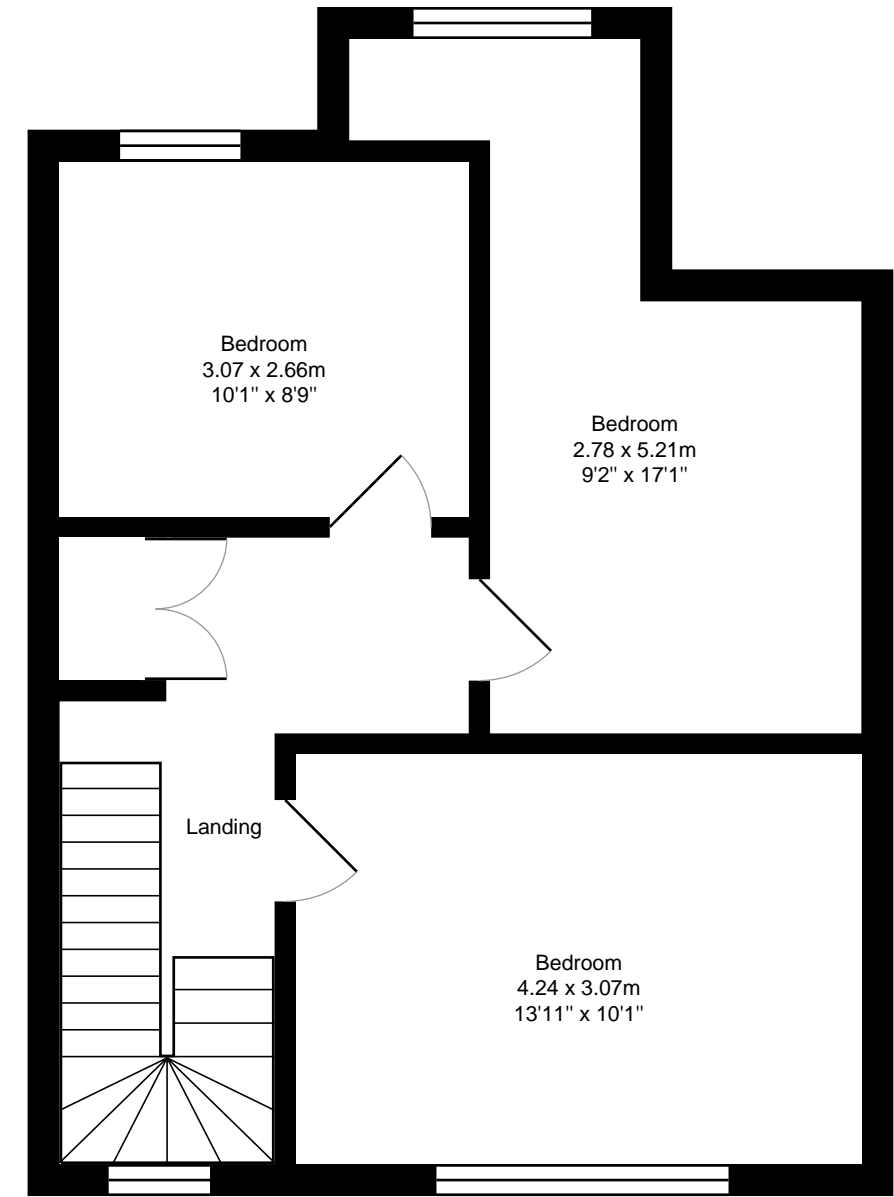 Bedroom
3.07 x 2.66m
10'1" x 8'9"
Bedroom
2.78 x 5.21m
9'2" x 17'1"
Landing
Bedroom
4.24 x 3.07m
13'11" x 10'1"